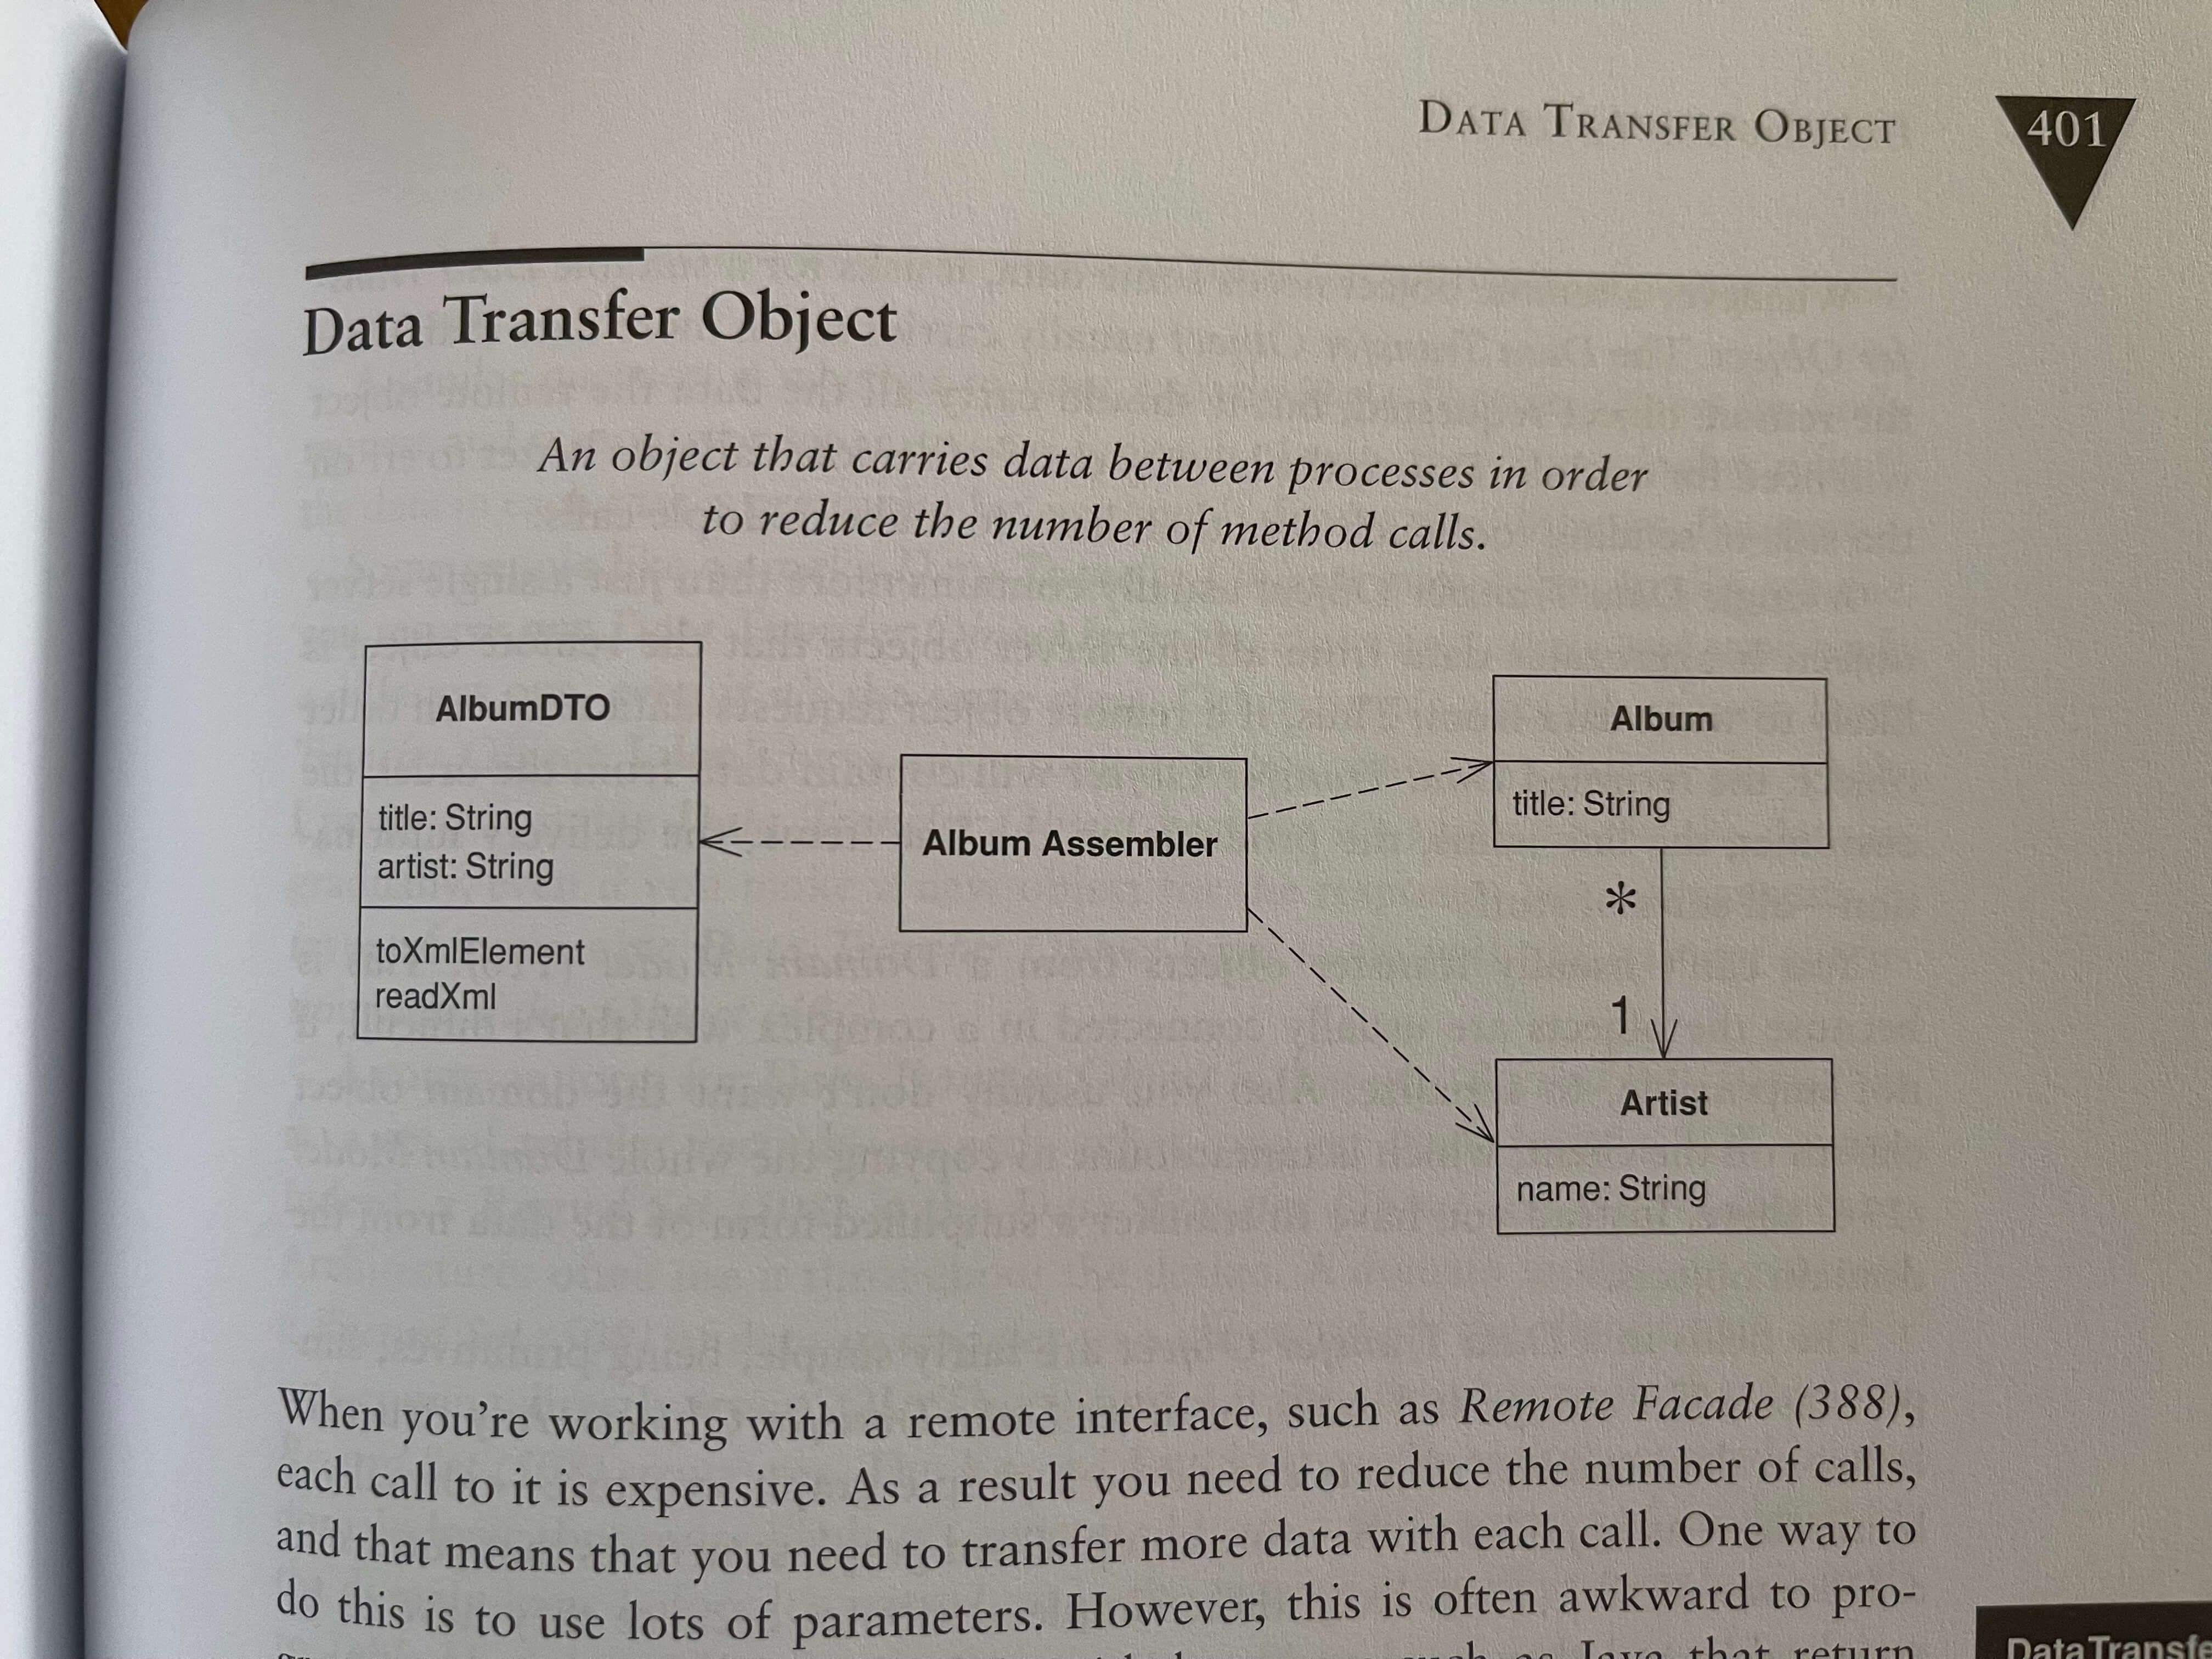 DATA TRANSFER OBJECT
401
Data Transfer Object
An object that carries data between processes in order
to reduce the number of method calls.
AlbumDTO
title: String
artist: String
toXmlElement
readXml
Album Assembler
Album
title: String
*
1
Artist
name: String
When you're working with a remote interface, such as Remote Facade (388),
each call to it is expensive. As a result you need to reduce the number of calls,
and that means that you need to transfer more data with each call. One way to
do this is to use lots of parameters. However, this is often awkward to pro-
such as Java that return